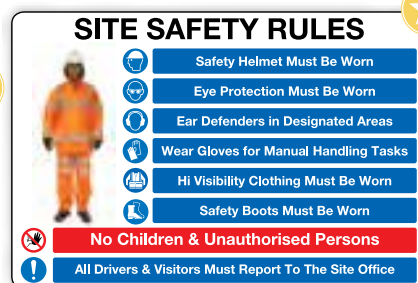 SITE SAFETY RULES
Safety Helmet Must Be Worn
Eye Protection Must Be Worn
Ear Defenders in Designated Areas
Wear Gloves for Manual Handling Tasks
Hi Visibility Clothing Must Be Worn
Safety Boots Must Be Worn
No Children & Unauthorised Persons
All Drivers & Visitors Must Report To The Site Office